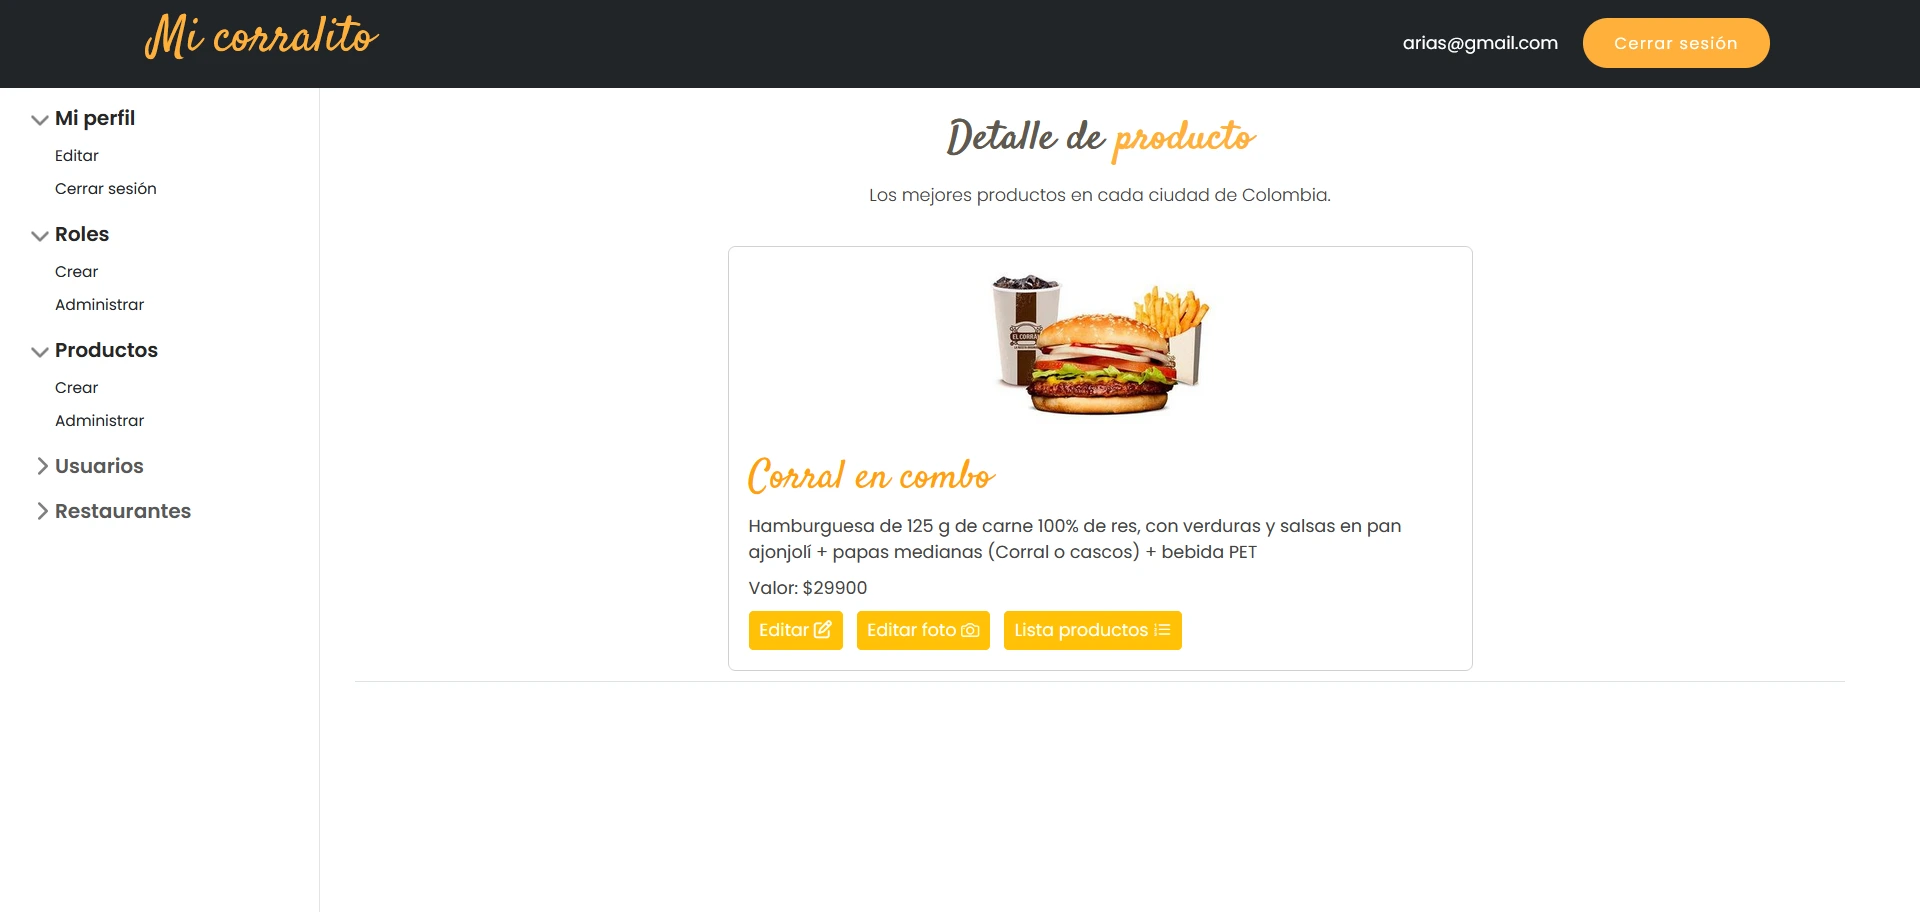 Mi corralito
arias@gmail.com
Cerrar sesión
Mi perfil
Editar
Cerrar sesión
Roles
Crear
Administrar
Productos
Crear
Administrar
Usuarios
Restaurantes
Detalle de producto
Los mejores productos en cada ciudad de Colombia.
EL CORRAL
Corral en combo
Hamburguesa de 125 g de carne 100% de res, con verduras y salsas en pan
ajonjolí + papas medianas (Corral o cascos) + bebida PET
Valor: $29900
Editar
Editar foto
Lista productos